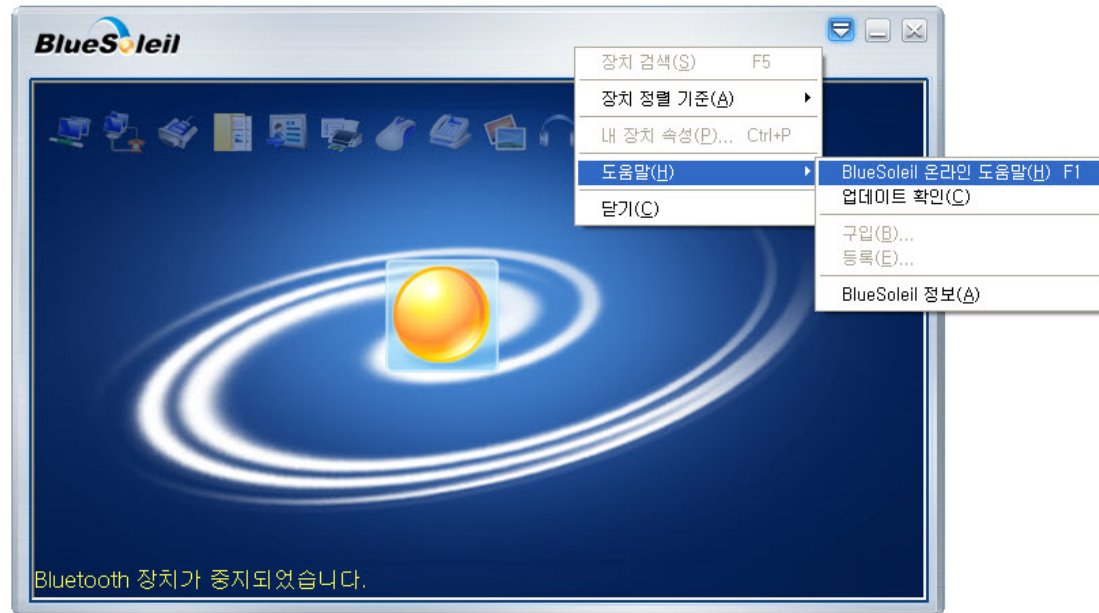 BlueSoleil
장치 검색(S) F5
장치 정렬 기준(A)
내 장치 속성(P)... Ctrl+P
도움말(H)
닫기(C)
BlueSoleil 온라인 도움말(H) F1
업데이트 확인(C)
구입(B)...
등록(E)...
BlueSoleil 정보(A)
Bluetooth 장치가 중지되었습니다.